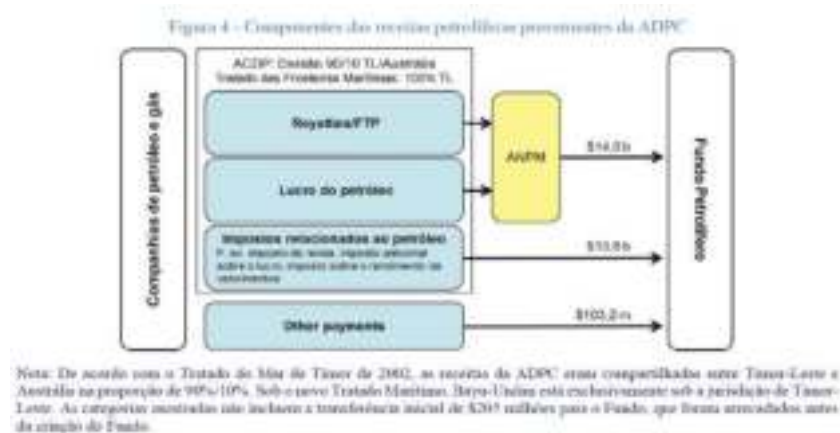 Figura 4 - Componentes das receitas petrolíferas provenientes da ADPC
ACDP: Divisão 90/10 TL/Austrália
Tratado das Fronteiras Marítimas: 100% TL
Companhias de petróleo e gás
Royalties/FTP
ANPM
$14,0 b
Lucro do petróleo
Fundo Petrolífero
Impostos relacionados ao petróleo
P. ex. imposto de renda, imposto adicional
sobre o lucro, imposto sobre o rendimento de
vencimentos
Other payments
$103,2 m
Nota: De acordo com o Tratado do Mar de Timor de 2002, as receitas da ADPC eram compartilhadas entre Timor-Leste e
Austrália na proporção de 90%/10%. Sob o novo Tratado Marítimo, Bayu-Undan está exclusivamente sob a jurisdição de Timor-
Leste. As categorias mostradas não incluem a transferência inicial de $205 milhões para o Fundo, que foram arrecadados antes
da criação do Fundo.